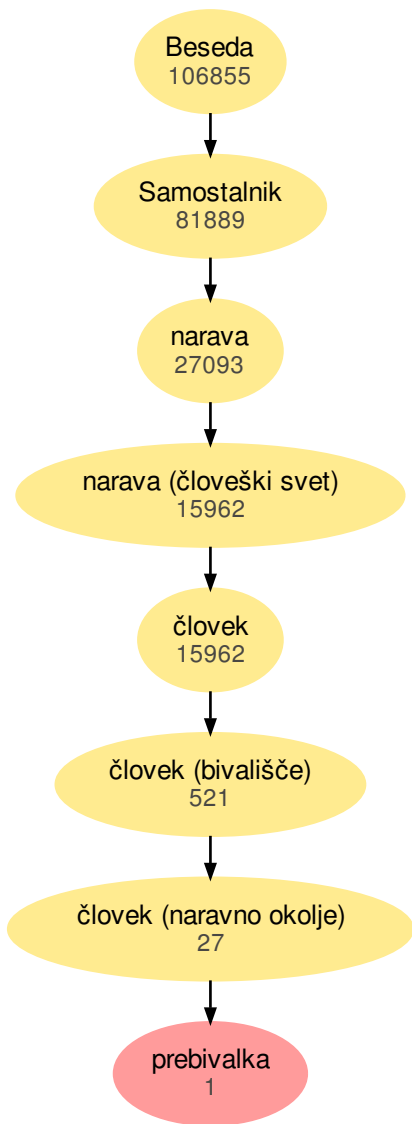 Beseda
106855
Samostalnik
81889
narava
27093
narava (človeški svet)
15962
človek
15962
človek (bivališče)
521
človek (naravno okolje)
27
prebivalka
1